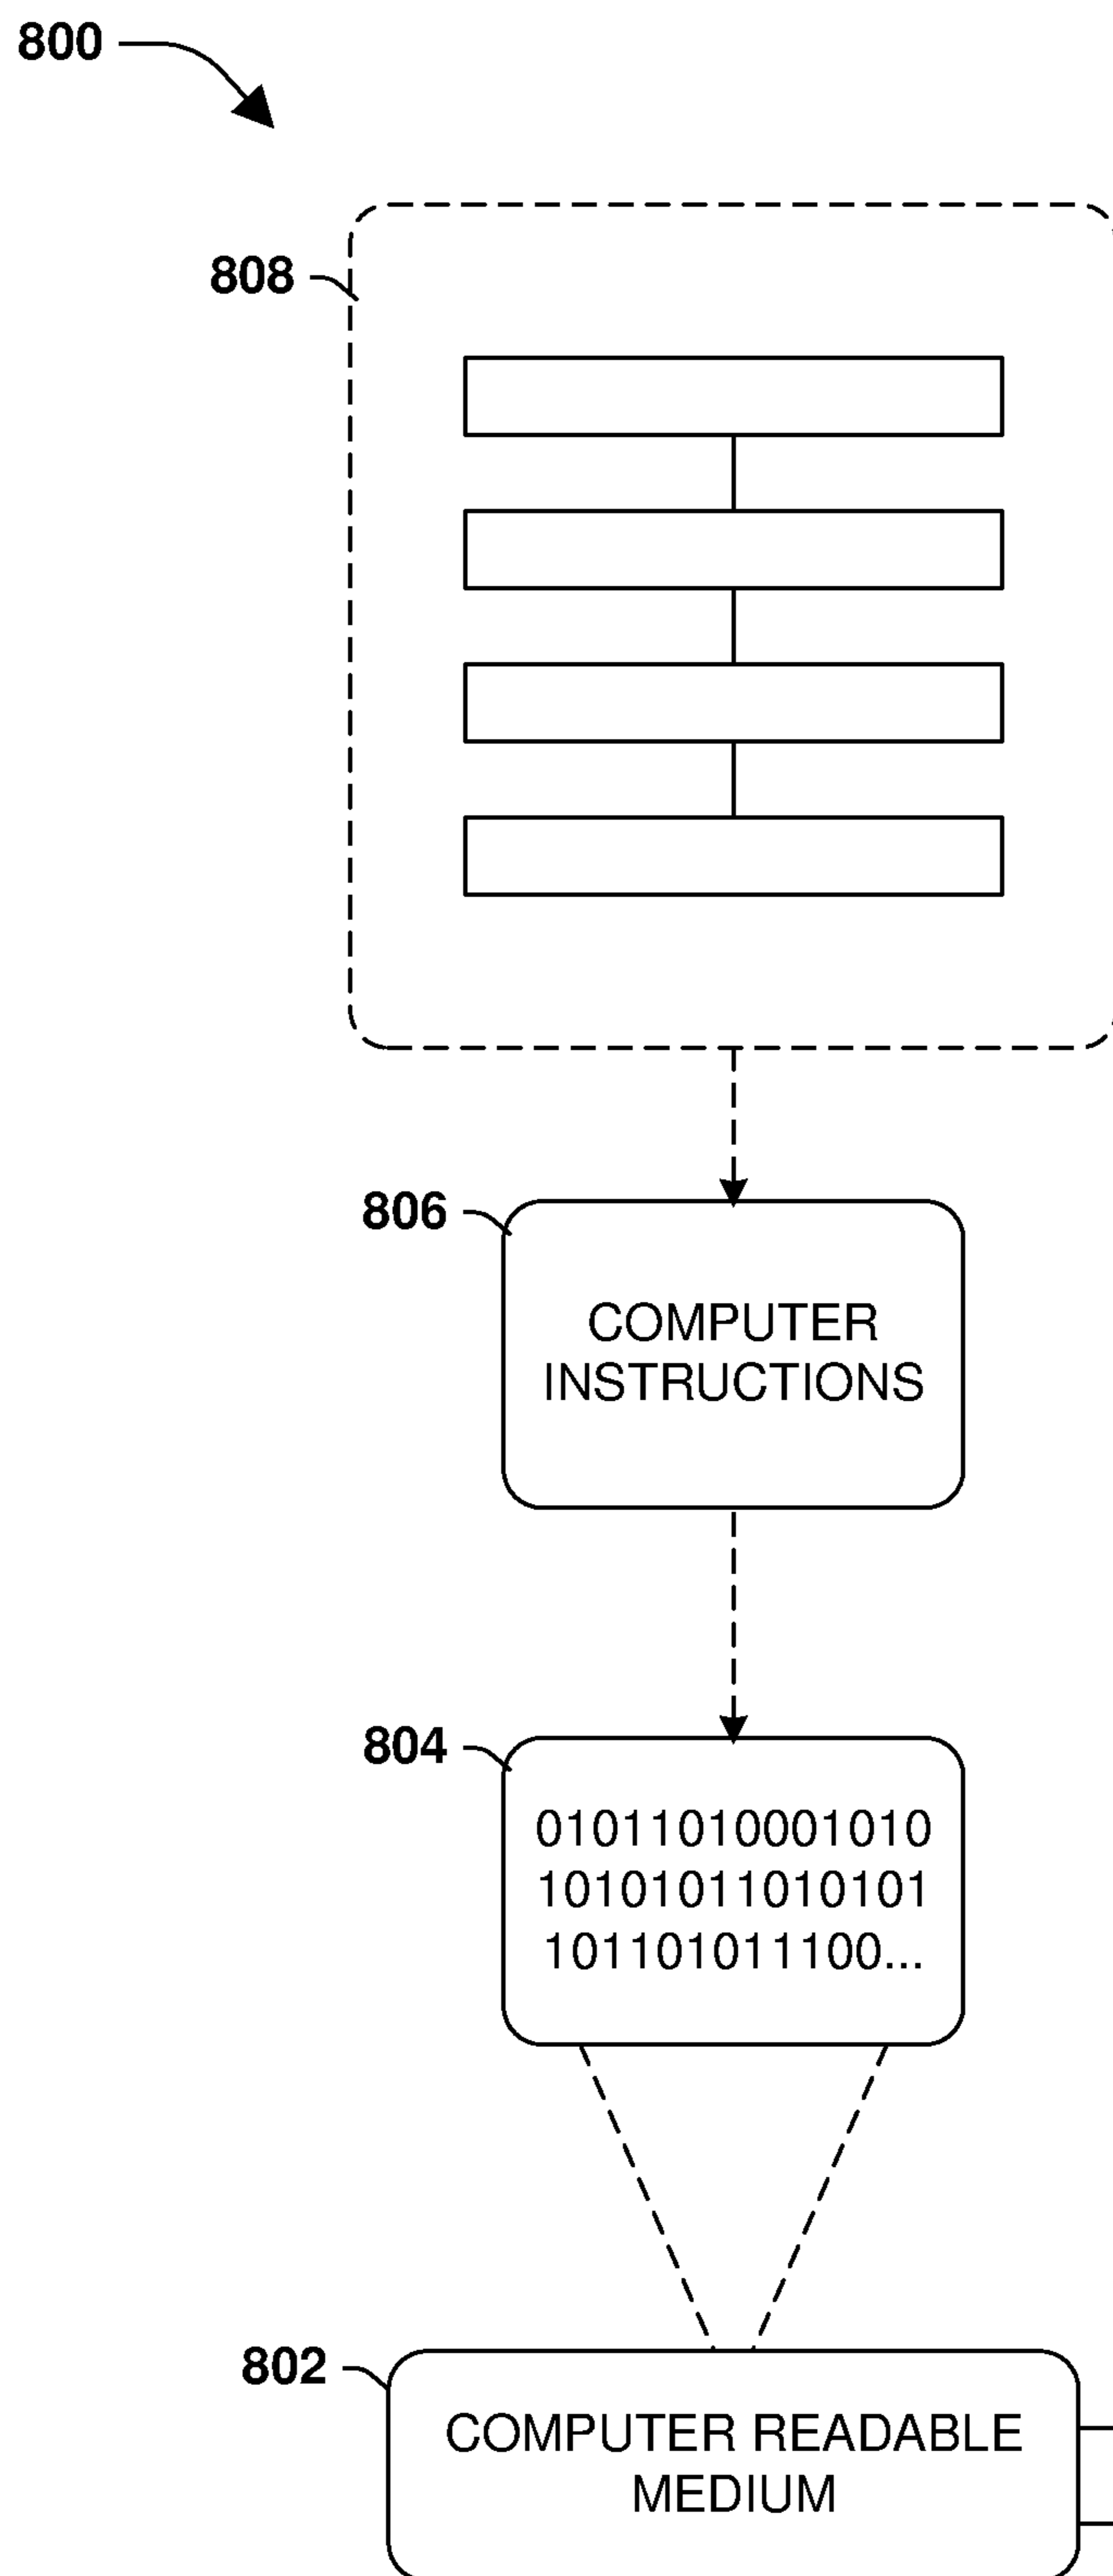 800
808
806
COMPUTER
INSTRUCTIONS
804
01011010001010
10101011010101
101101011100...
802
COMPUTER READABLE
MEDIUM